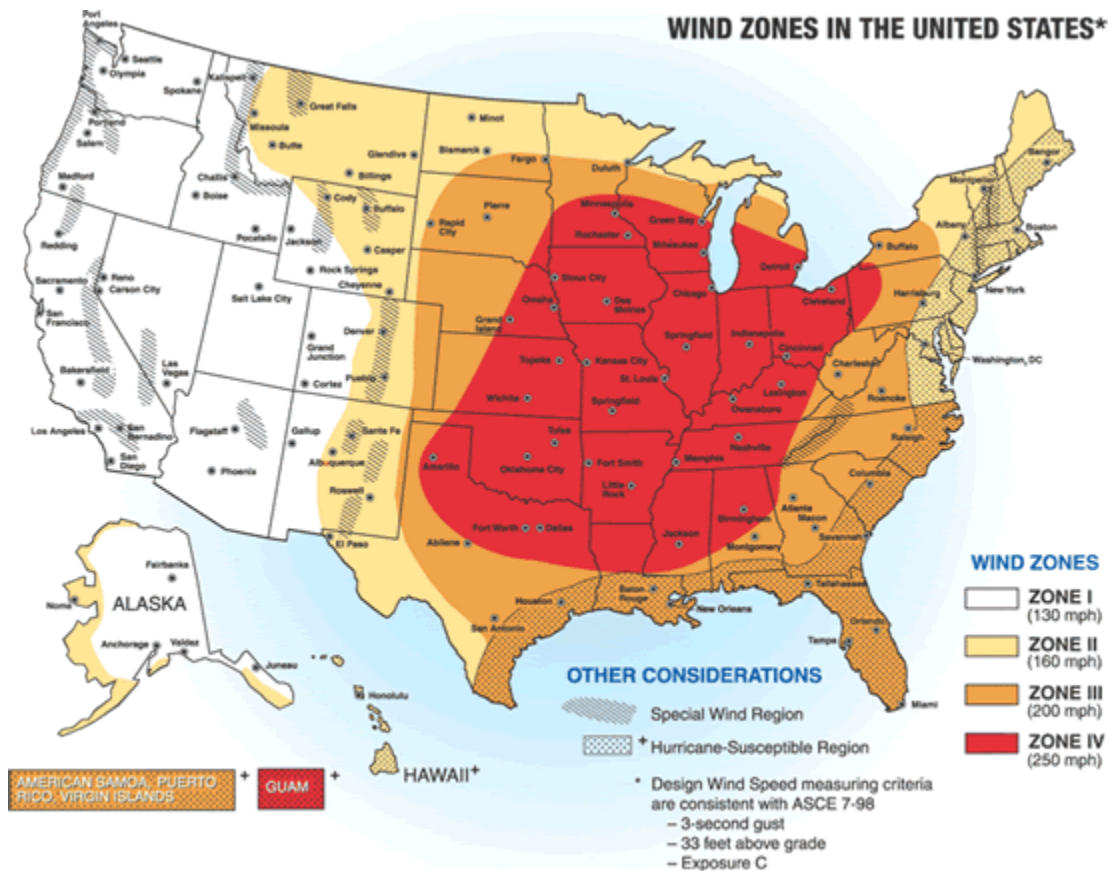 WIND ZONES IN THE UNITED STATES*
Port
Angeles
Seattle
Olympia
Spokane
Kalispell
Great Falls
Missoula
Butte
Glendive
Billings
Minot
Bismarck
Fargo
Duluth
Portland
Salem
Medford
Challis
Boise
Pocatello
Cody
Buffalo
Jackson
Casper
Rock Springs
Cheyenne
Rapid
City
Pierre
Minneapolis
Rochester
Green Bay
Milwaukee
Detroit
Buffalo
Albany
Montpelier
Bangor
Boston
New York
Harrisburg
Washington, DC
Redding
Sacramento
San
Francisco
Reno
Carson City
Salt Lake City
Las
Vegas
Bakersfield
Los Angeles
San
Bernadino
San
Diego
Grand
Junction
Denver
Pueblo
Cortez
Flagstaff
Gallup
Phoenix
Sante Fe
Albuquerque
Roswell
El Paso
Sioux City
Omaha
Des
Moines
Grand
Island
Chicago
Cleveland
Springfield
Indianapolis
Cincinnati
Topeka
Kansas City
St. Louis
Lexington
Owensboro
Charleston
Roanoke
Raleigh
Wichita
Springfield
Tulsa
Nashville
Memphis
Amarillo
Oklahoma City
Fort Smith
Little
Rock
Columbia
Atlanta
Macon
Savannah
Birmingham
Montgomery
Jackson
Fort Worth
Dallas
Abilene
Houston
San Antonio
Baton
Rouge
New Orleans
Tallahassee
Orlando
Tampa
Miami
Fairbanks
Nome
ALASKA
Anchorage
Valdez
Juneau
Honolulu
HAWAII+
AMERICAN SAMOA, PUERTO
RICO, VIRGIN ISLANDS
+
GUAM
+
WIND ZONES
ZONE I
(130 mph)
ZONE II
(160 mph)
ZONE III
(200 mph)
ZONE IV
(250 mph)
OTHER CONSIDERATIONS
Special Wind Region
+ Hurricane-Susceptible Region
* Design Wind Speed measuring criteria
are consistent with ASCE 7-98
– 3-second gust
– 33 feet above grade
– Exposure C